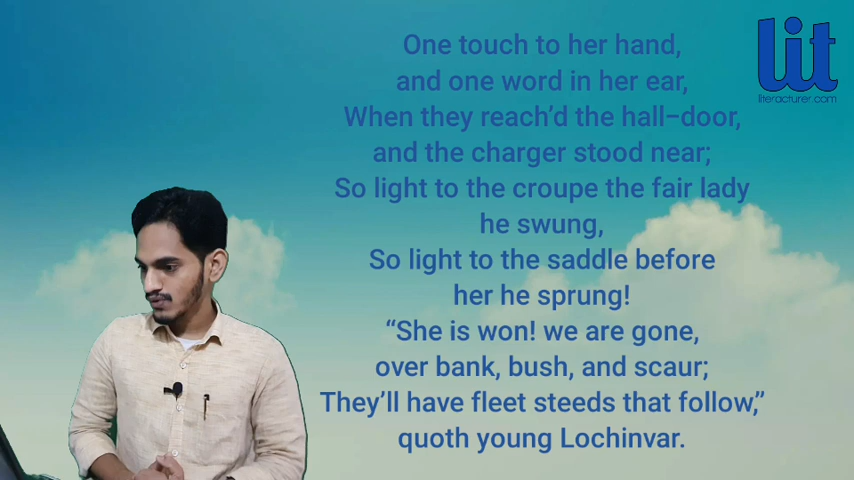 One touch to her hand,
and one word in her ear,
When they reach’d the hall–door,
and the charger stood near;
So light to the croupe the fair lady
he swung,
So light to the saddle before
her he sprung!
“She is won! we are gone,
over bank, bush, and scaur;
They’ll have fleet steeds that follow,”
quoth young Lochinvar.
lit
literacturer.com